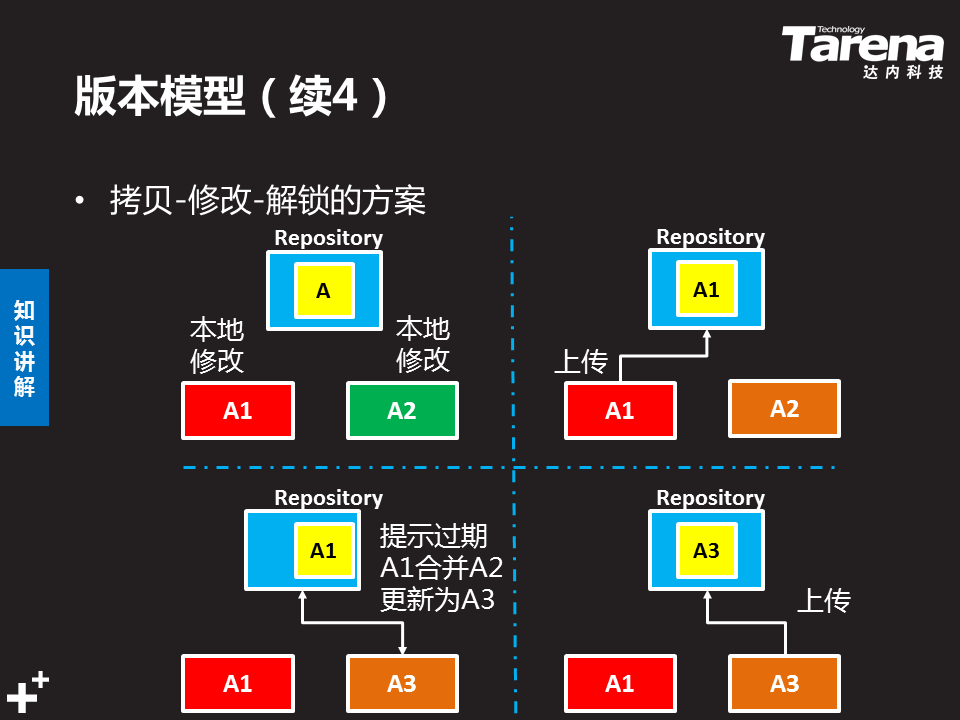 Technology
Tarena
达内科技
版本模型（续4）
• 拷贝-修改-解锁的方案
知识讲解
Repository
A
本地
修改
本地
修改
A1
A2
Repository
A1
上传
A1
A2
Repository
A1
提示过期
A1合并A2
更新为A3
A1
A3
Repository
A3
上传
A1
A3